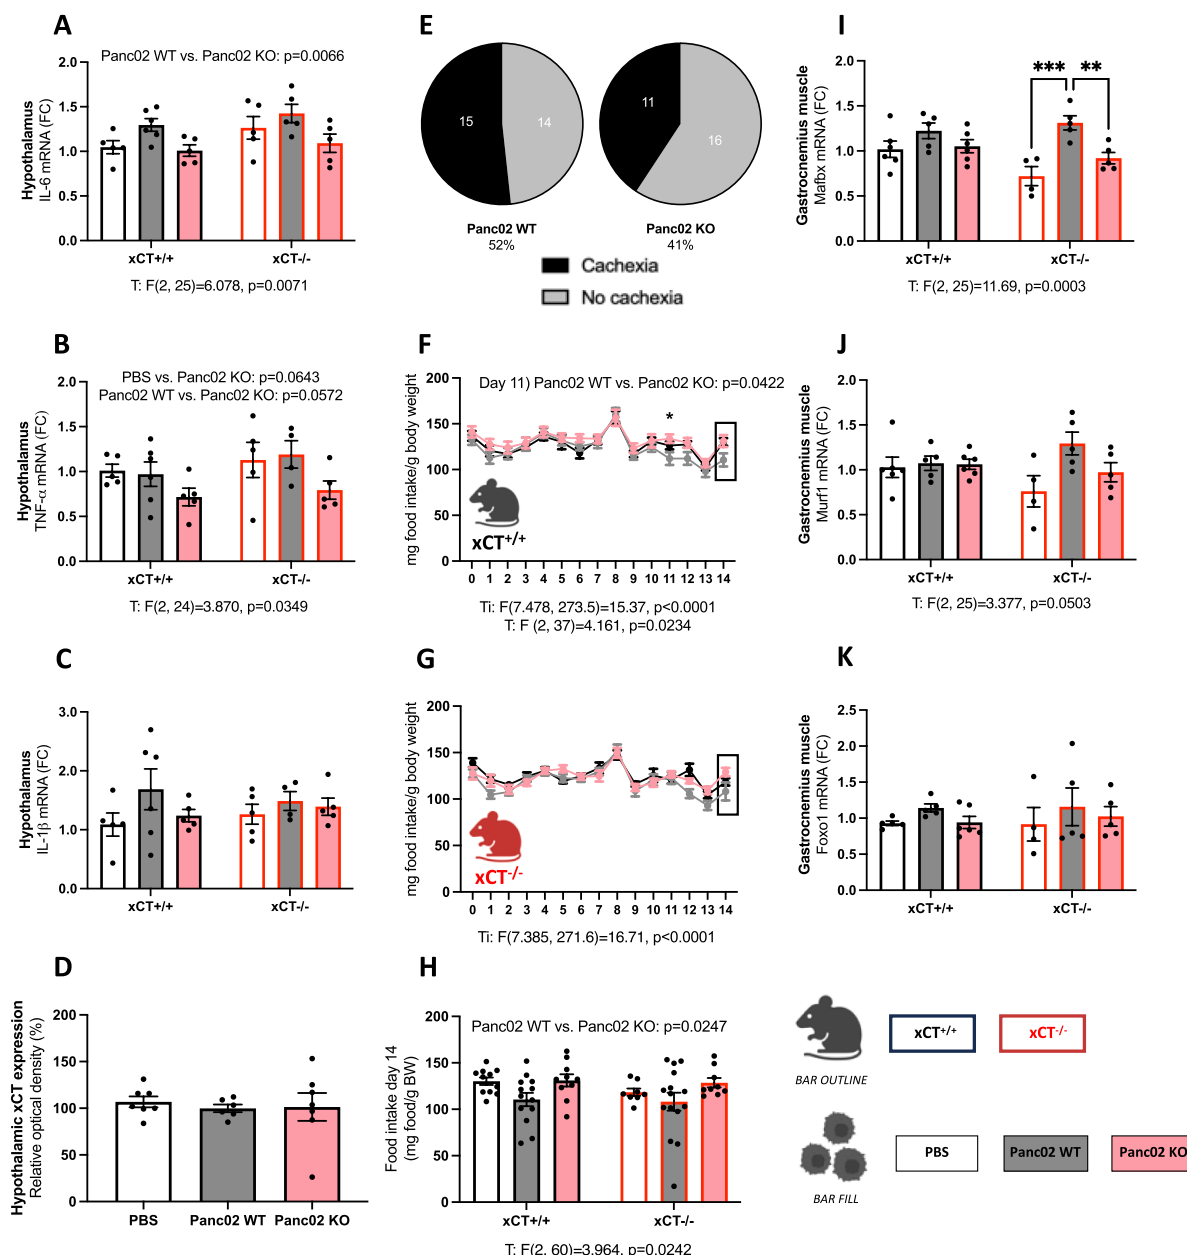 A
Panc02 WT vs. Panc02 KO: p=0.0066
Hypothalamus
IL-6 mRNA (FC)
2.0
1.5
1.0
0.5
0.0
xCT+/+
xCT-/-
T: F(2, 25)=6.078, p=0.0071
B
PBS vs. Panc02 KO: p=0.0643
Panc02 WT vs. Panc02 KO: p=0.0572
Hypothalamus
TNF-α mRNA (FC)
2.0
1.5
1.0
0.5
0.0
xCT+/+
xCT-/-
T: F(2, 24)=3.870, p=0.0349
C
Hypothalamus
IL-1β mRNA (FC)
3.0
2.0
1.0
0.0
xCT+/+
xCT-/-
D
Hypothalamic xCT expression
Relative optical density (%)
200
150
100
50
0
PBS
Panc02 WT
Panc02 KO
E
15
14
11
16
Panc02 WT
52%
Panc02 KO
41%
Cachexia
No cachexia
F
Day 11) Panc02 WT vs. Panc02 KO: p=0.0422
*
mg food intake/g body weight
200
150
100
50
0
xCT+/+
0 1 2 3 4 5 6 7 8 9 10 11 12 13 14
Ti: F(7.478, 273.5)=15.37, p<0.0001
T: F (2, 37)=4.161, p=0.0234
G
mg food intake/g body weight
200
150
100
50
0
xCT-/-
0 1 2 3 4 5 6 7 8 9 10 11 12 13 14
Ti: F(7.385, 271.6)=16.71, p<0.0001
H
Panc02 WT vs. Panc02 KO: p=0.0247
Food intake day 14
(mg food/g BW)
200
150
100
50
0
xCT+/+
xCT-/-
T: F(2, 60)=3.964, p=0.0242
I
*** **
Gastrocnemius muscle
Mafbx mRNA (FC)
2.0
1.5
1.0
0.5
0.0
xCT+/+
xCT-/-
T: F(2, 25)=11.69, p=0.0003
J
Gastrocnemius muscle
Murf1 mRNA (FC)
2.0
1.5
1.0
0.5
0.0
xCT+/+
xCT-/-
T: F(2, 25)=3.377, p=0.0503
K
Gastrocnemius muscle
Foxo1 mRNA (FC)
2.5
2.0
1.5
1.0
0.5
0.0
xCT+/+
xCT-/-
BAR OUTLINE
xCT+/+
xCT-/-
BAR FILL
PBS
Panc02 WT
Panc02 KO